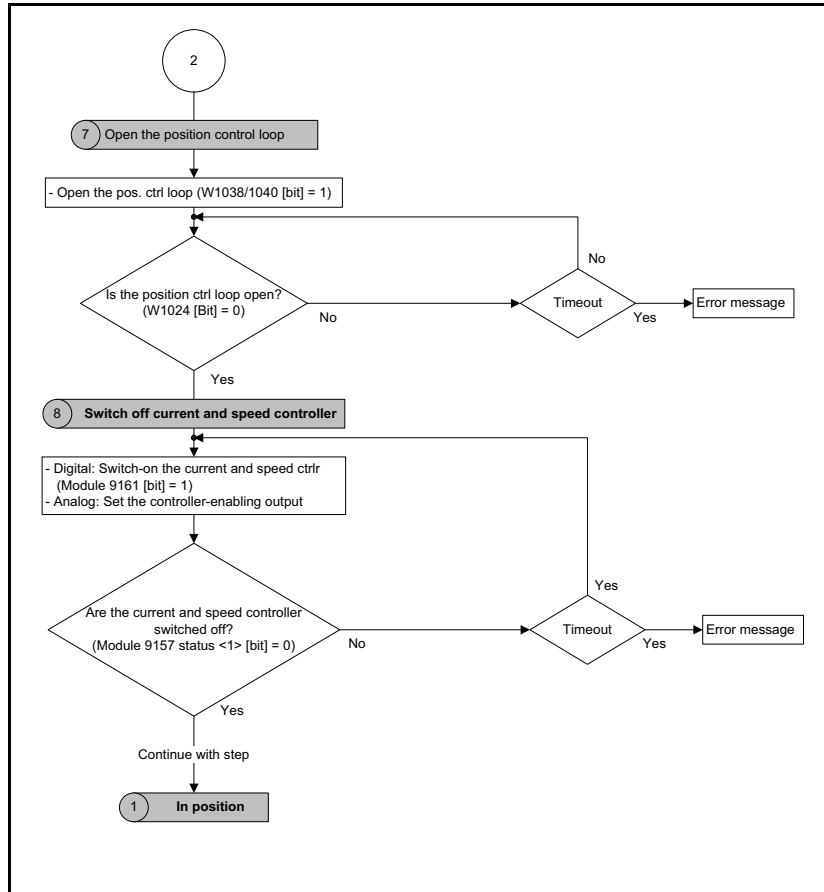 2
7 Open the position control loop
- Open the pos. ctrl loop (W1038/1040 [bit] = 1)
No
Is the position ctrl loop open?
(W1024 [Bit] = 0)
No
Timeout
Yes
Error message
Yes
8 Switch off current and speed controller
- Digital: Switch-on the current and speed ctrlr
(Module 9161 [bit] = 1)
- Analog: Set the controller-enabling output
Yes
Are the current and speed controller
switched off?
(Module 9157 status <1> [bit] = 0)
No
Timeout
Yes
Error message
Yes
Continue with step
1 In position